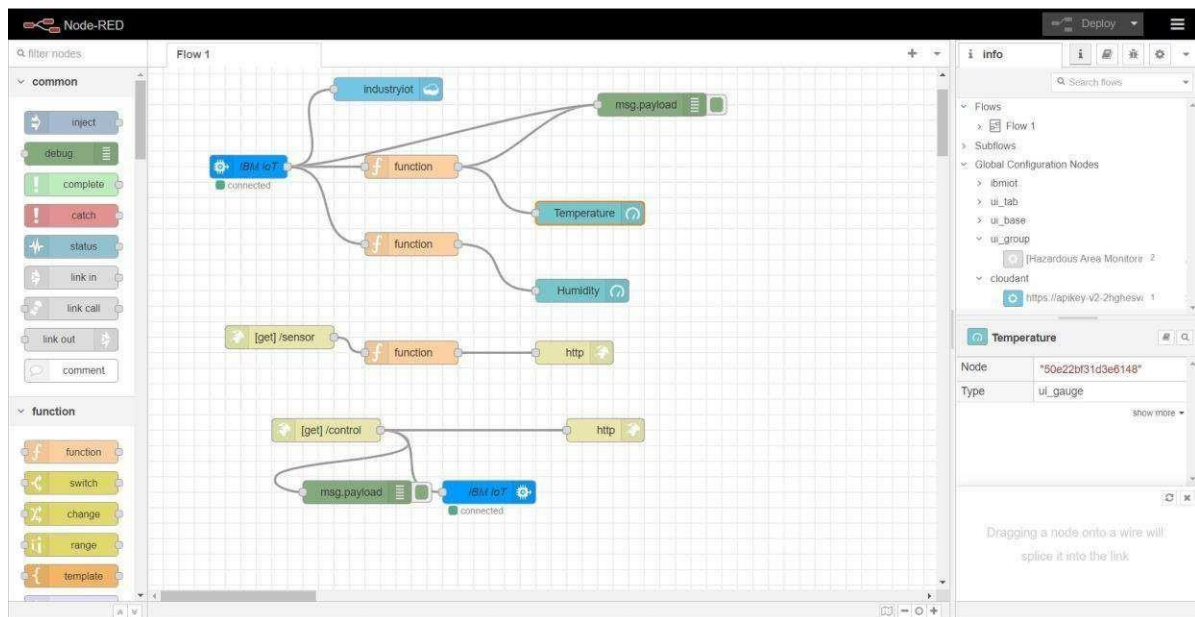 Node-RED
Deploy
filter nodes
Flow 1
info
i
Search flows
common
inject
debug
complete
catch
status
link in
link call
link out
comment
function
function
switch
change
range
template
industryiot
msg.payload
IBM IoT
connected
function
Temperature
function
Humidity
[get] /sensor
function
http
[get] /control
http
msg.payload
IBM IoT
connected
Flows
Flow 1
Subflows
Global Configuration Nodes
ibmiot
ui_tab
ui_base
ui_group
[Hazardous Area Monitorir 2
cloudant
1
Temperature
Node "50e22bf31d3e6148"
Type ui_gauge
show more
Dragging a node onto a wire will
splice it into the link